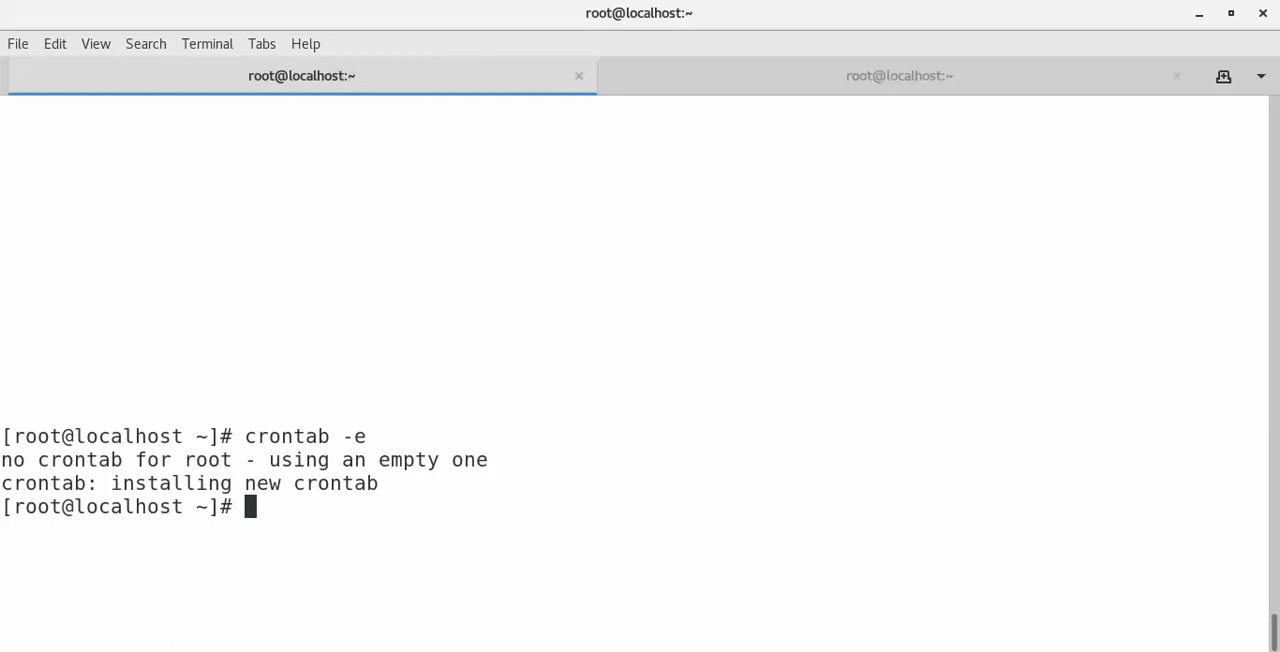 root@localhost:~
File Edit View Search Terminal Tabs Help
root@localhost:~ root@localhost:~
[root@localhost ~]# crontab -e
no crontab for root - using an empty one
crontab: installing new crontab
[root@localhost ~]#